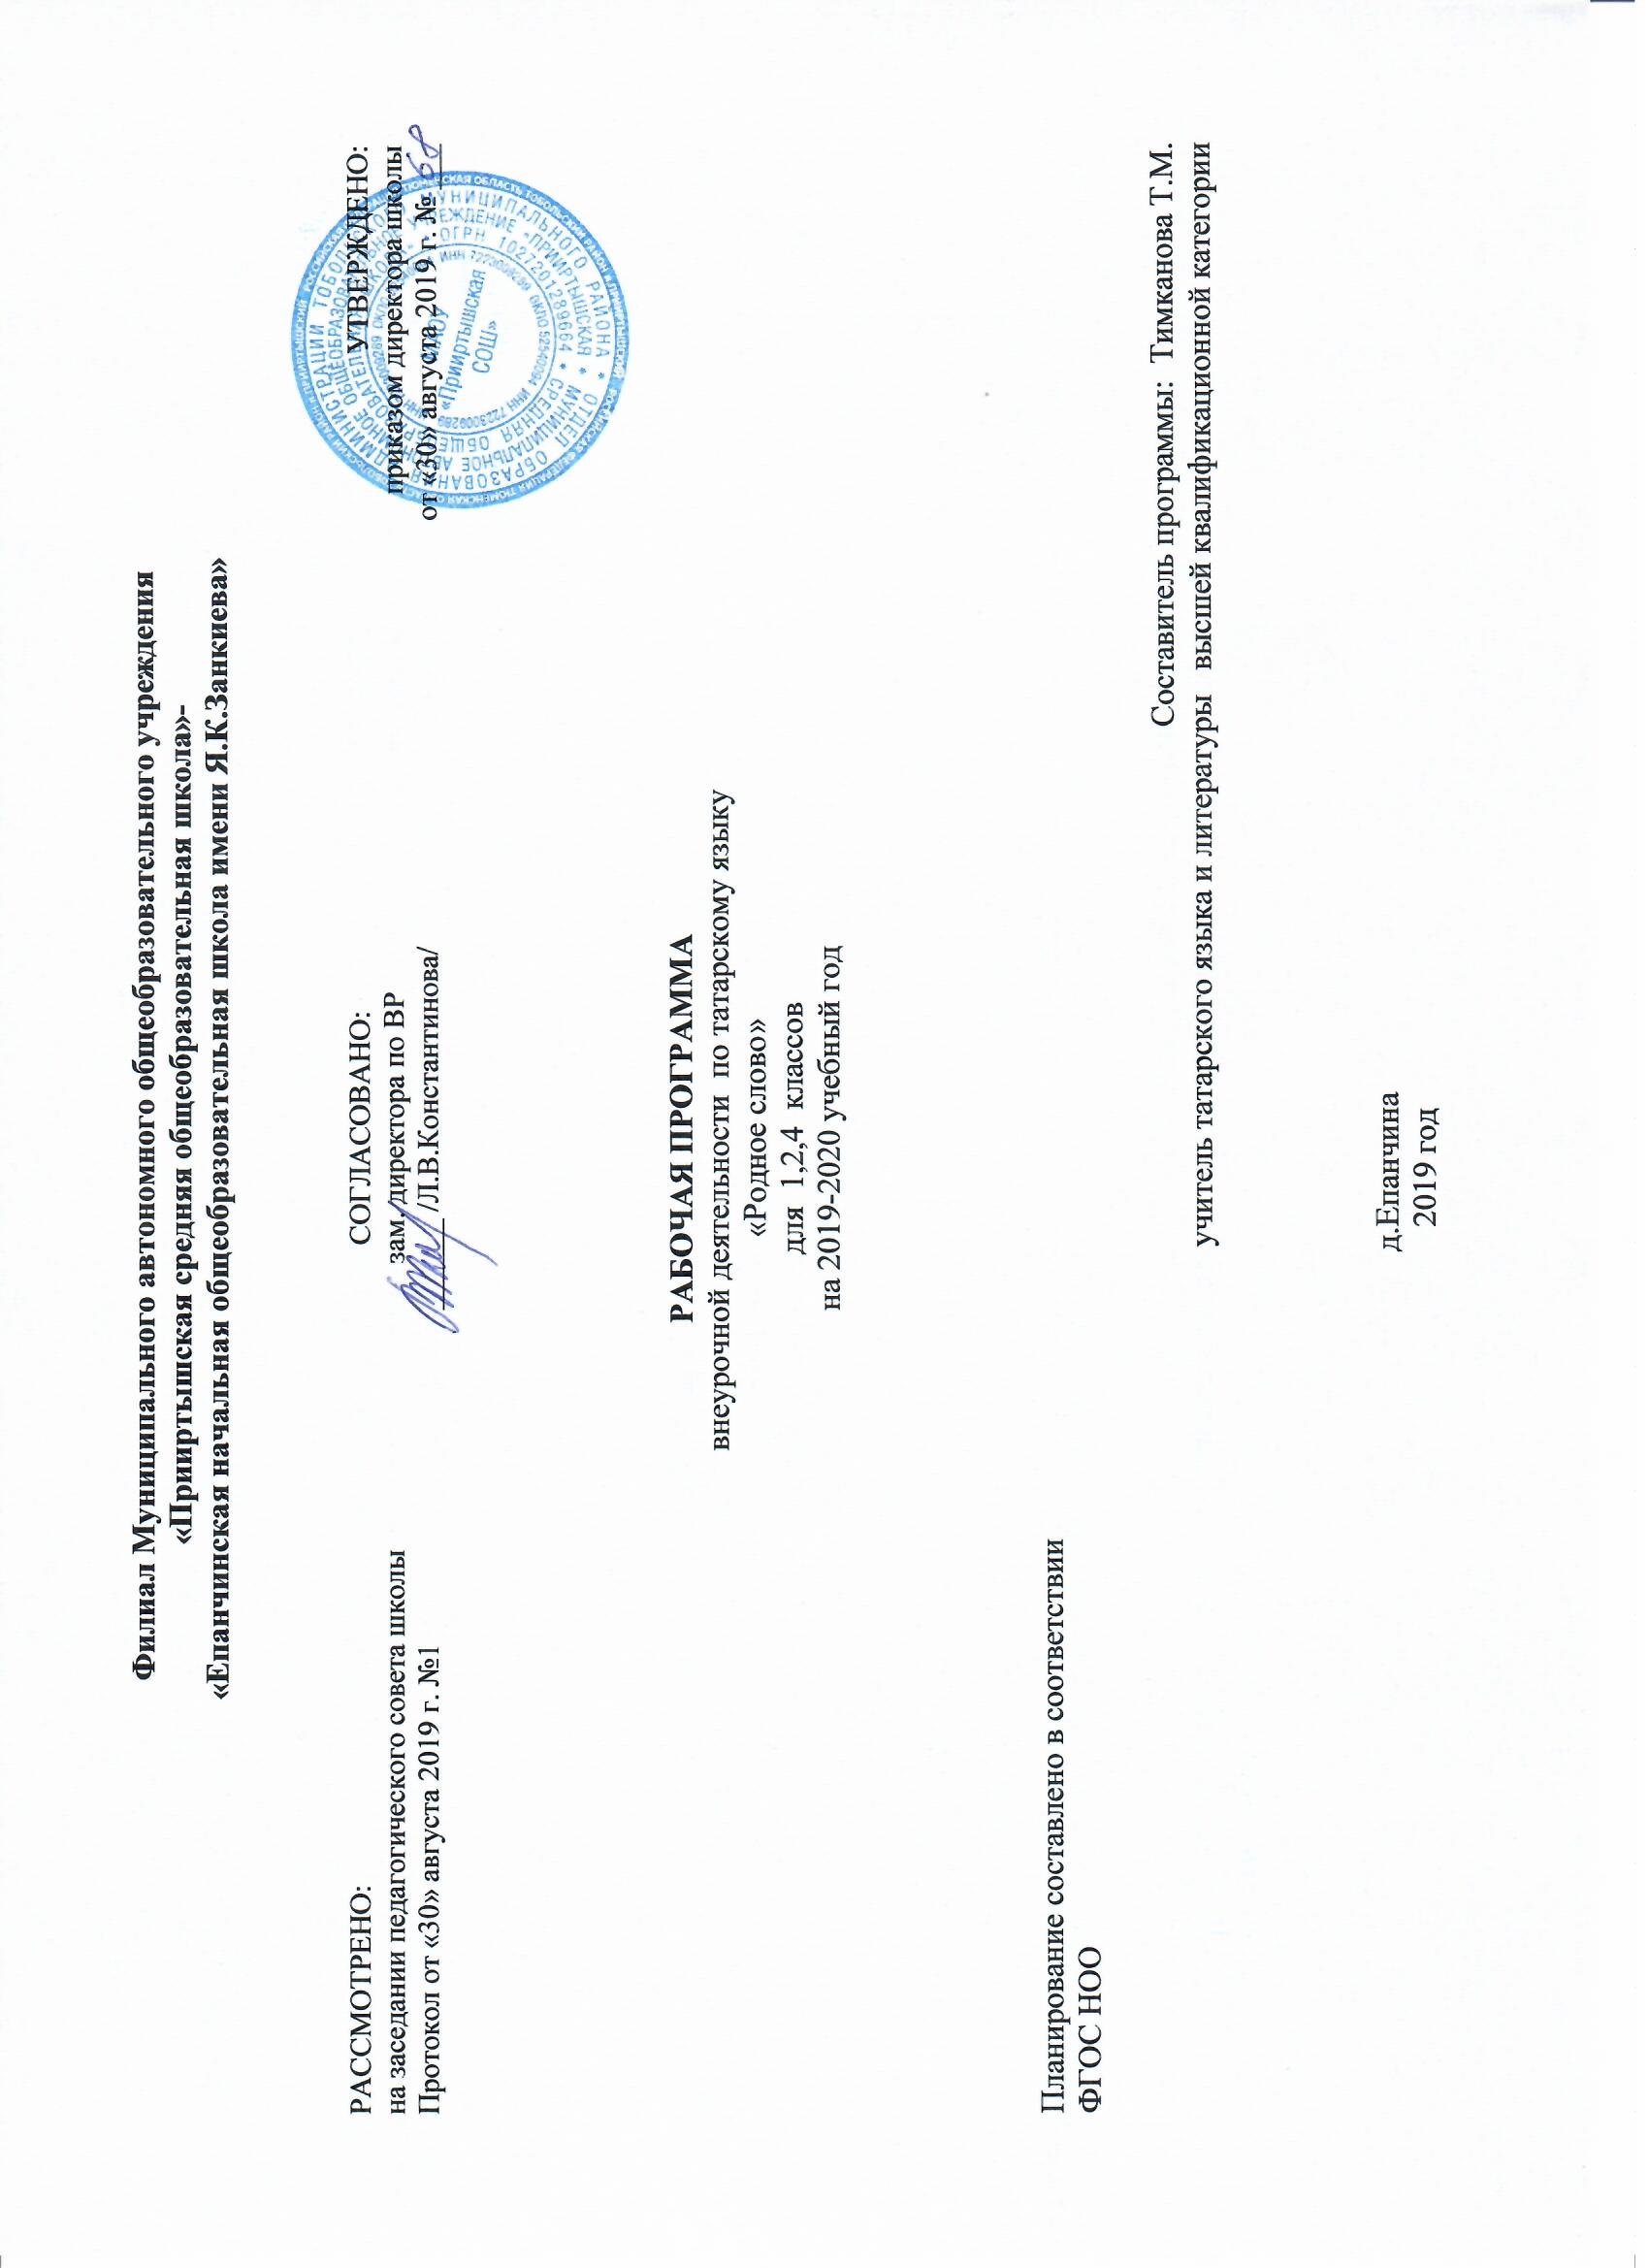 Филиал Муниципального автономного общеобразовательного учреждения
«Прииртышская средняя общеобразовательная школа»-
«Епанчинская начальная общеобразовательная школа имени Я.К.Занкиева»
РАССМОТРЕНО:
на заседании педагогического совета школы
Протокол от «30» августа 2019 г. №1
СОГЛАСОВАНО:
зам. директора по ВР
/Л.В.Константинова/
УТВЕРЖДЕНО:
приказом директора школы
от «30» августа 2019 г. № 68
«Прииртышская
СОШ»
РАБОЧАЯ ПРОГРАММА
внеурочной деятельности по татарскому языку
«Родное слово»
для 1,2,4 классов
на 2019-2020 учебный год
Планирование составлено в соответствии
ФГОС НОО
Составитель программы: Тимканова Т.М.
учитель татарского языка и литературы высшей квалификационной категории
д.Епанчина
2019 год